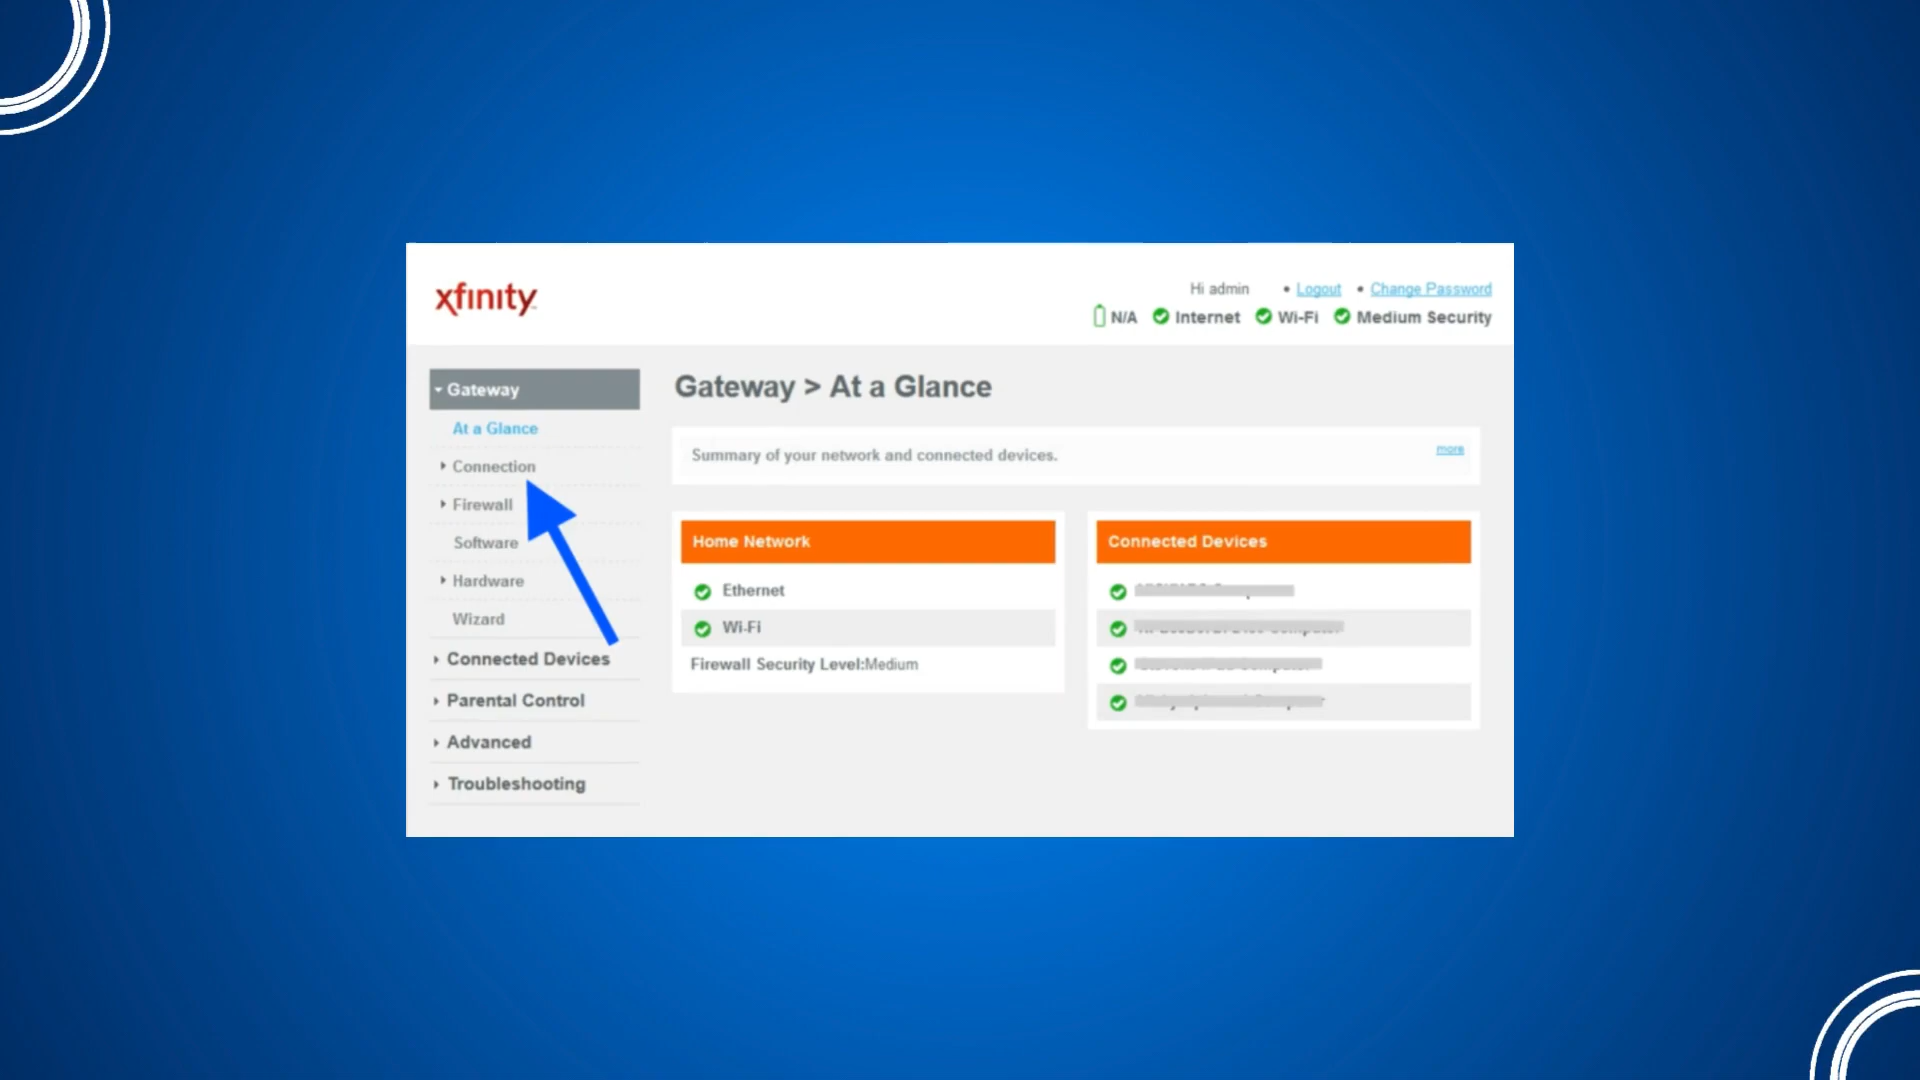 xfinity
Hi admin • Logout • Change Password
N/A Internet Wi-Fi Medium Security
Gateway
At a Glance
Connection
Firewall
Software
Hardware
Wizard
Connected Devices
Parental Control
Advanced
Troubleshooting
Gateway > At a Glance
Summary of your network and connected devices.
more
Home Network
Ethernet
Wi-Fi
Firewall Security Level:Medium
Connected Devices